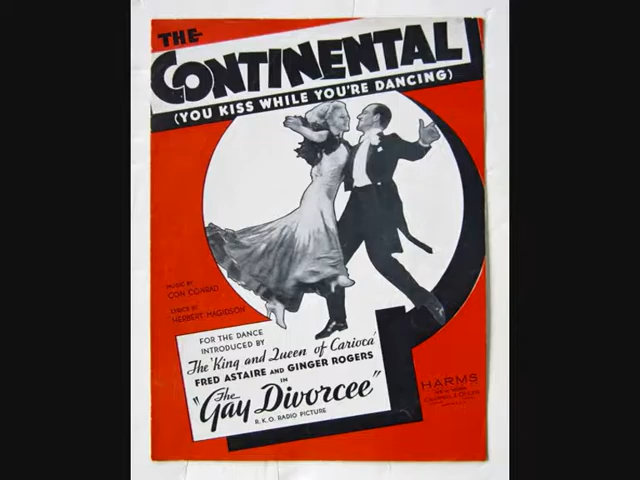 THE
CONTINENTAL
(YOU KISS WHILE YOU'RE DANCING)
MUSIC BY
CON CONRAD
LYRICS BY
HERBERT MAGIDSON
FOR THE DANCE
INTRODUCED BY
The 'King and Queen of Carioca'
FRED ASTAIRE AND GINGER ROGERS
IN
"The Gay Divorcee"
R.K.O. RADIO PICTURE
HARMS